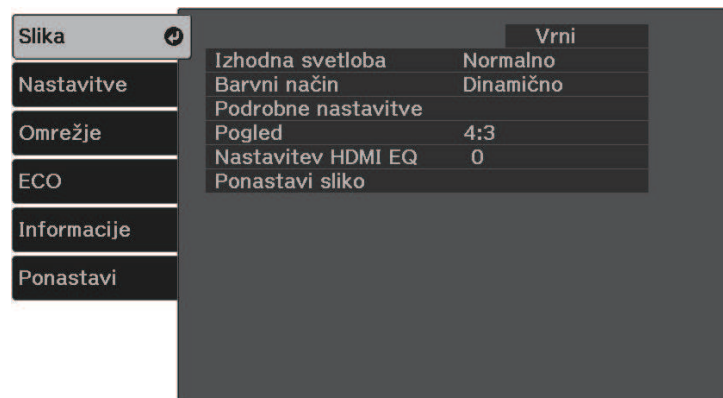 Slika
Nastavitve
Omrežje
ECO
Informacije
Ponastavi
Vrni
Izhodna svetloba Normalno
Barvni način Dinamično
Podrobne nastavitve
Pogled 4:3
Nastavitev HDMI EQ 0
Ponastavi sliko